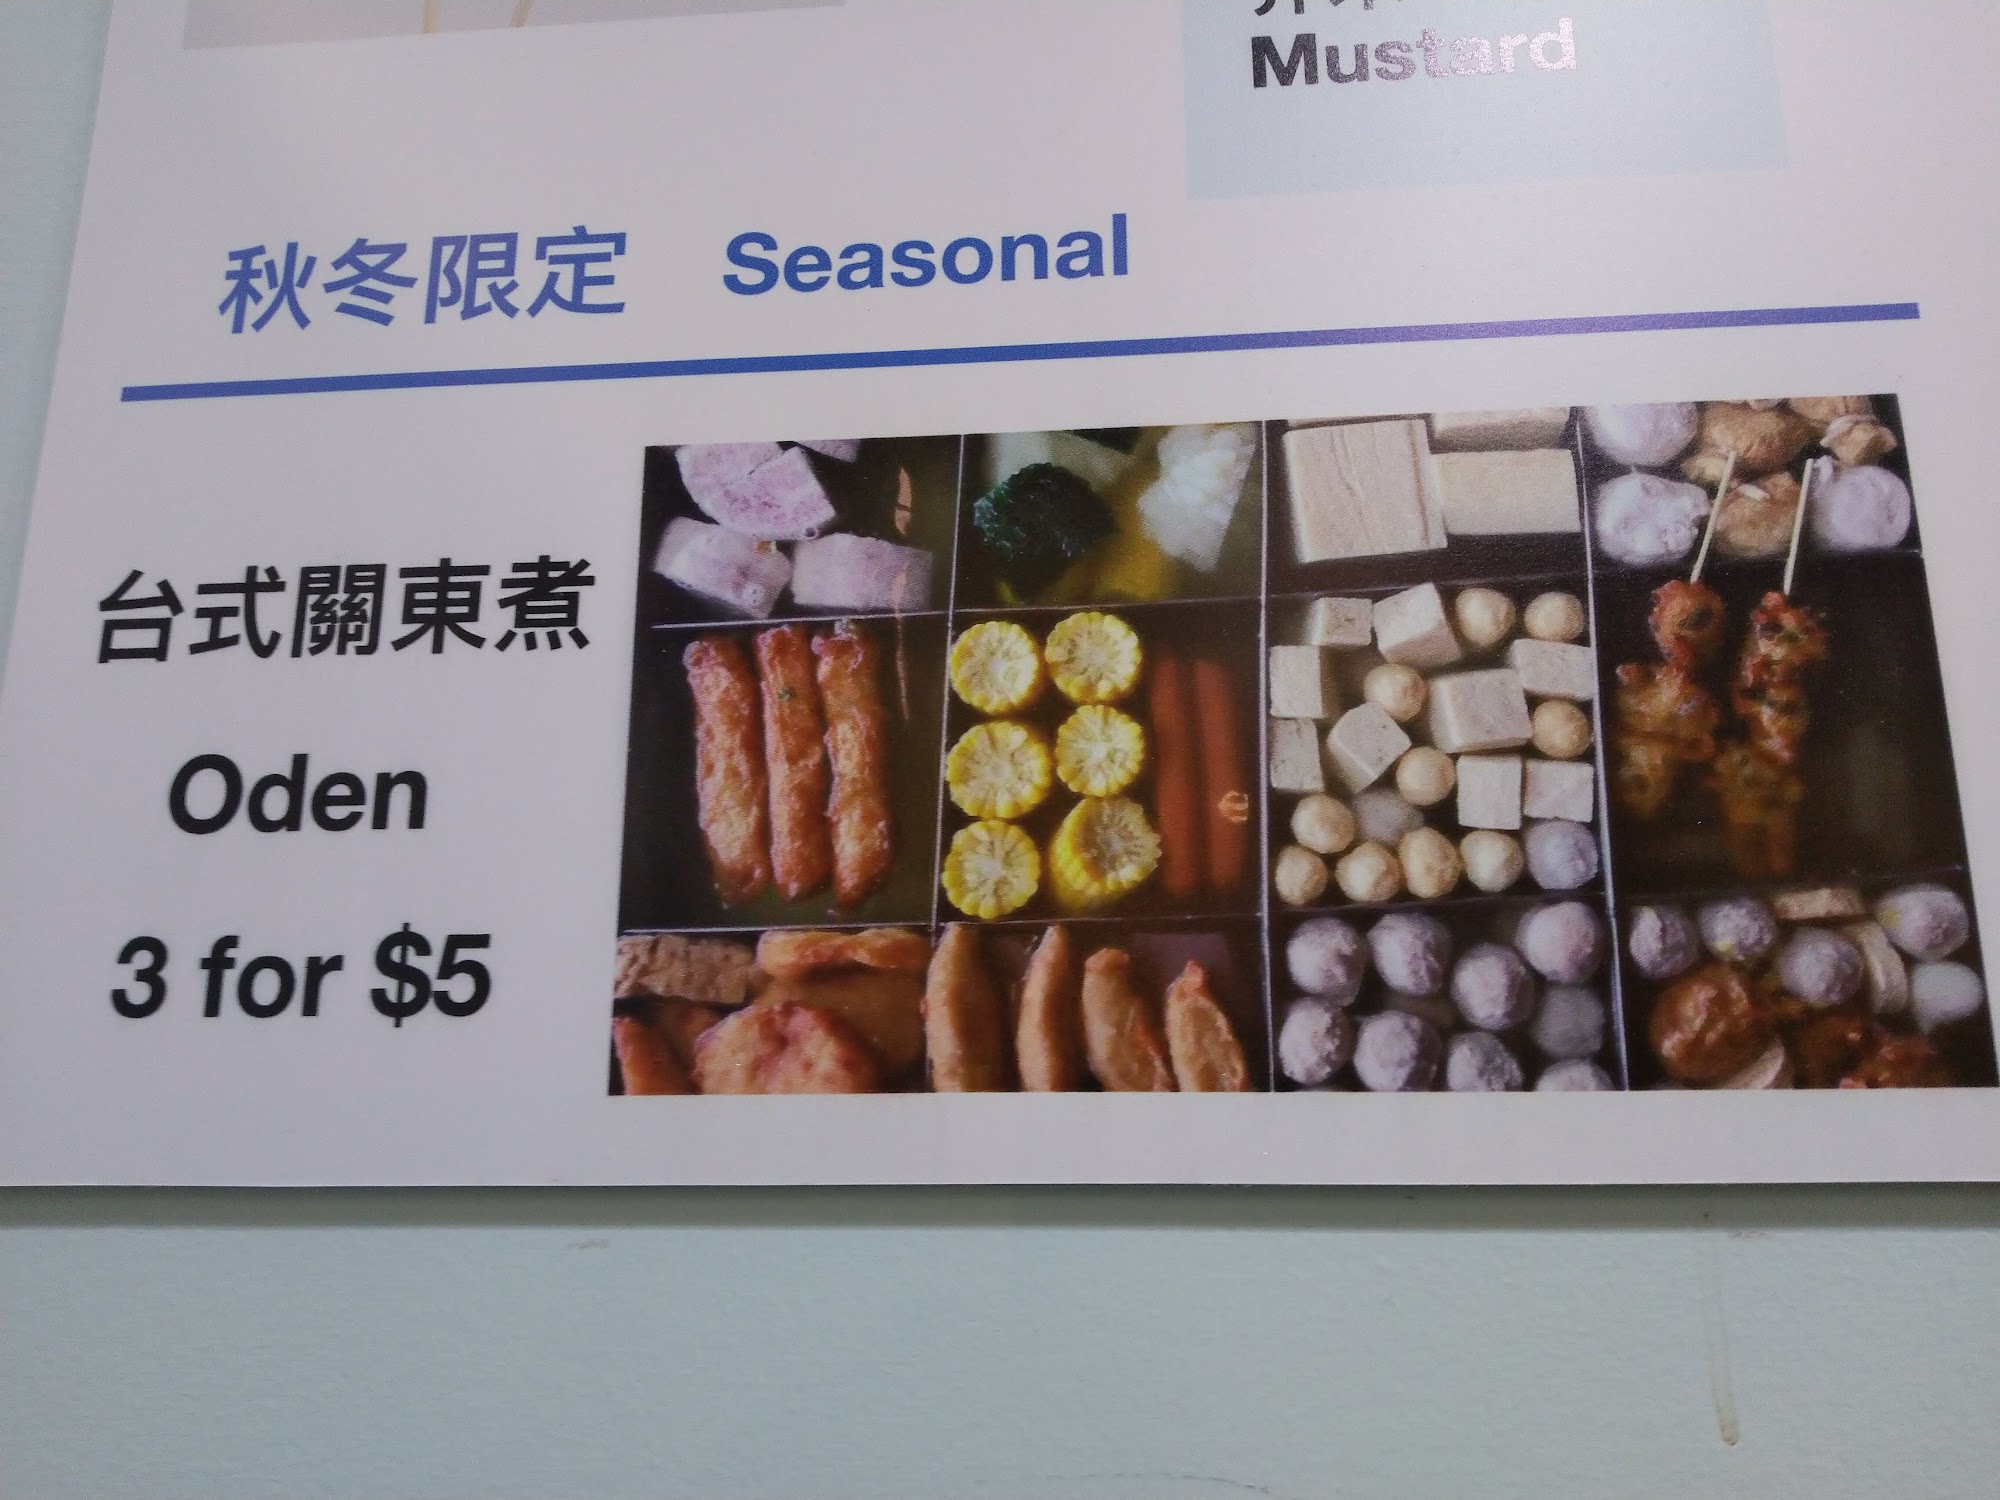 Mustard
秋冬限定 Seasonal
台式關東煮
Oden
3 for $5